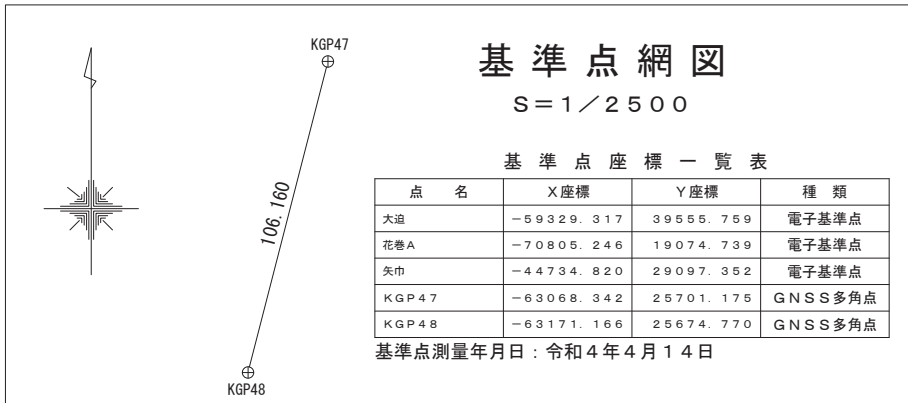 KGP47
106.160
KGP48
基準点網図
S=1/2500
基準点座標一覧表
点名 X座標 Y座標 種類
大迫 −59329.317 39555.759 電子基準点
花巻A −70805.246 19074.739 電子基準点
矢巾 −44734.820 29097.352 電子基準点
KGP47 −63068.342 25701.175 GNSS多角点
KGP48 −63171.166 25674.770 GNSS多角点
基準点測量年月日:令和4年4月14日